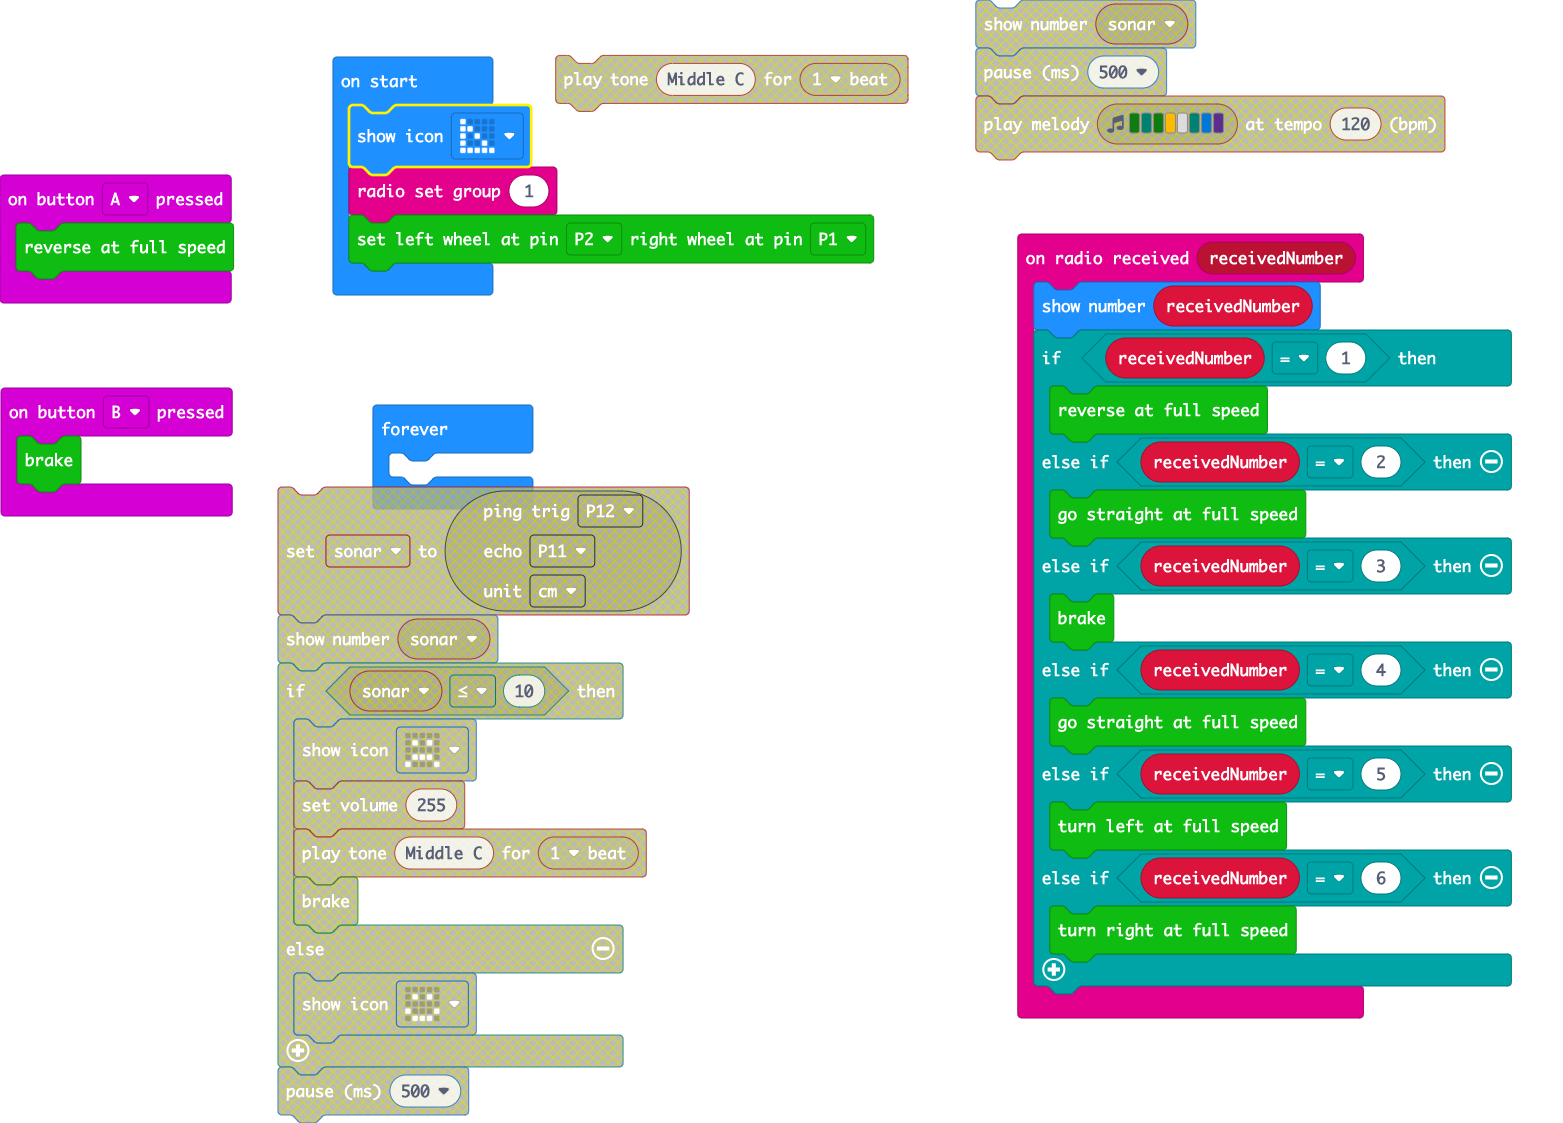 on button A pressed
reverse at full speed
on button B pressed
brake
on start
show icon
radio set group 1
set left wheel at pin P2 right wheel at pin P1
play tone Middle C for 1 beat
forever
set sonar to ping trig P12
echo P11
unit cm
show number sonar
if sonar ≤ 10 then
show icon
set volume 255
play tone Middle C for 1 beat
brake
else
show icon
pause (ms) 500
show number sonar
pause (ms) 500
play melody at tempo 120 (bpm)
on radio received receivedNumber
show number receivedNumber
if receivedNumber = 1 then
reverse at full speed
else if receivedNumber = 2 then
go straight at full speed
else if receivedNumber = 3 then
brake
else if receivedNumber = 4 then
go straight at full speed
else if receivedNumber = 5 then
turn left at full speed
else if receivedNumber = 6 then
turn right at full speed